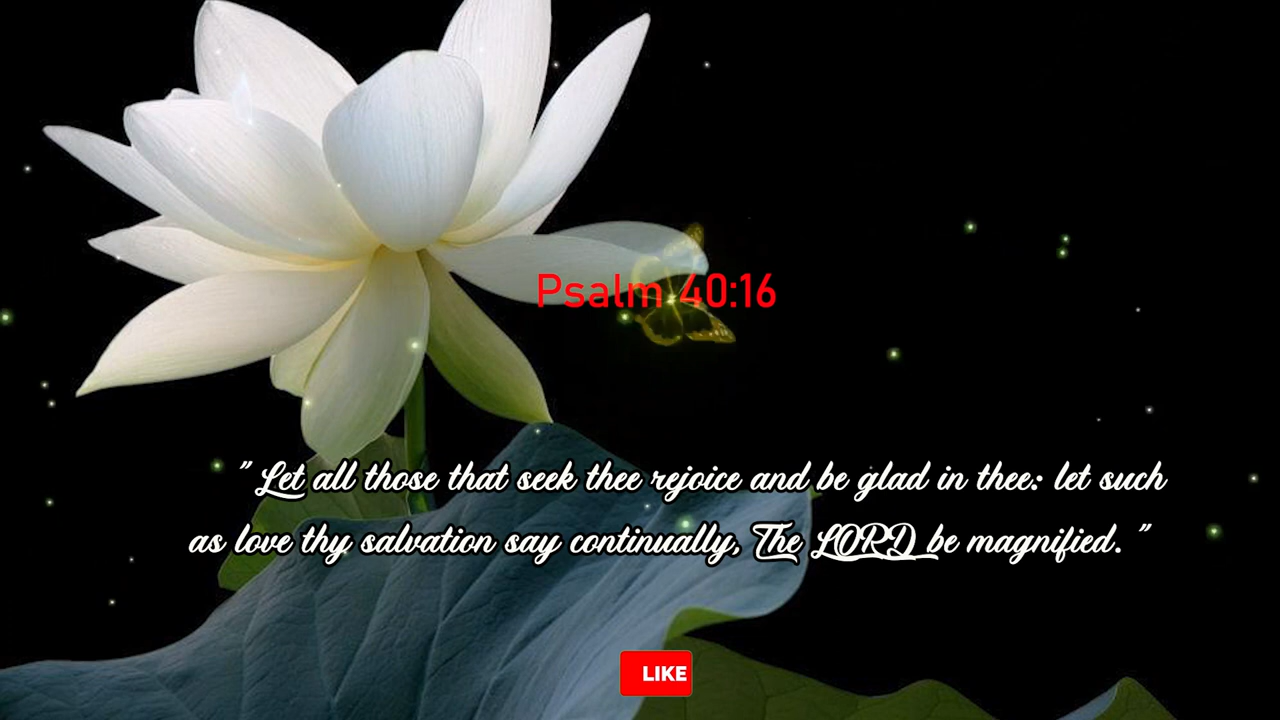 Psalm 40:16
" Let all those that seek thee rejoice and be glad in thee: let such
as love thy salvation say continually, The LORD be magnified. "
LIKE